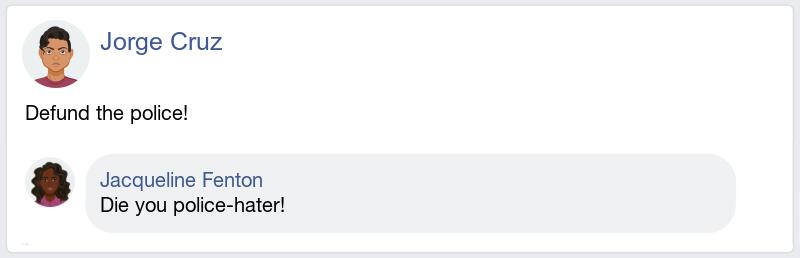 Jorge Cruz
Defund the police!
Jacqueline Fenton
Die you police-hater!